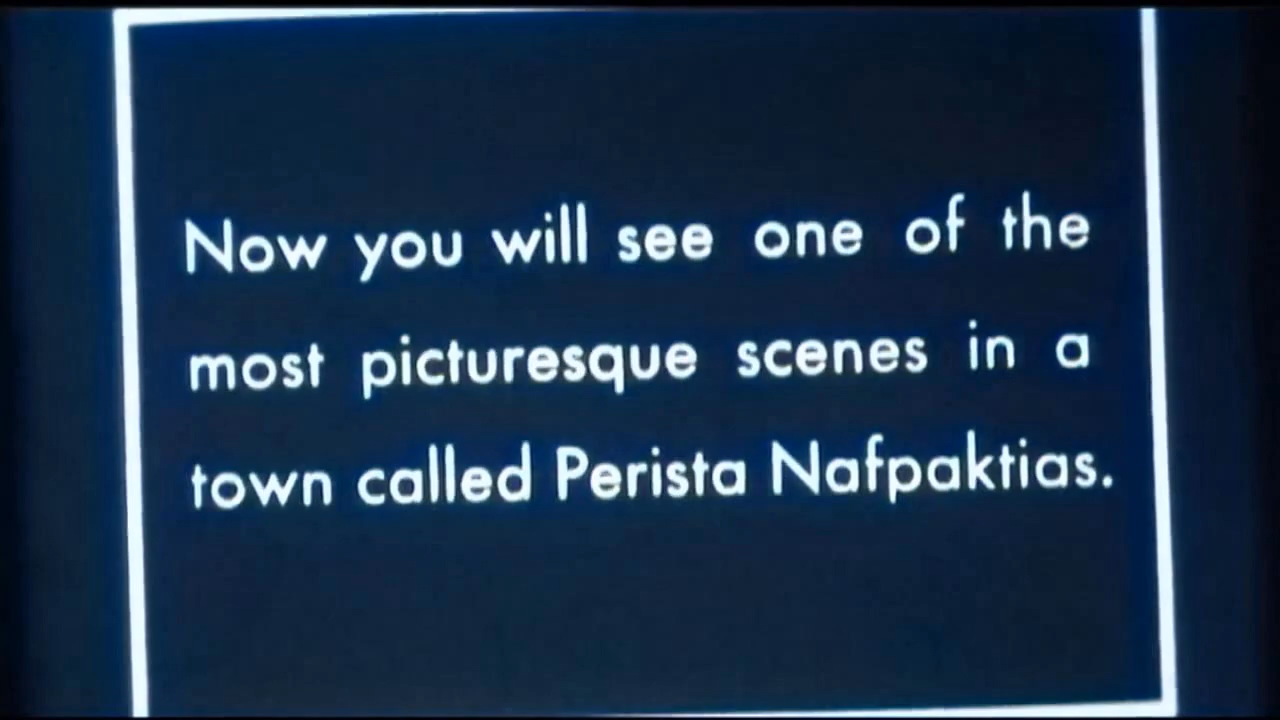 Now you will see one of the
most picturesque scenes in a
town called Perista Nafpaktias.